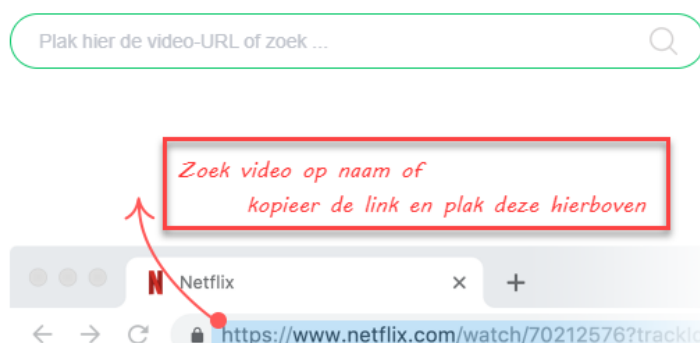 Plak hier de video-URL of zoek ...
Zoek video op naam of
kopieer de link en plak deze hierboven
N Netflix
https://www.netflix.com/watch/70212576?trackId